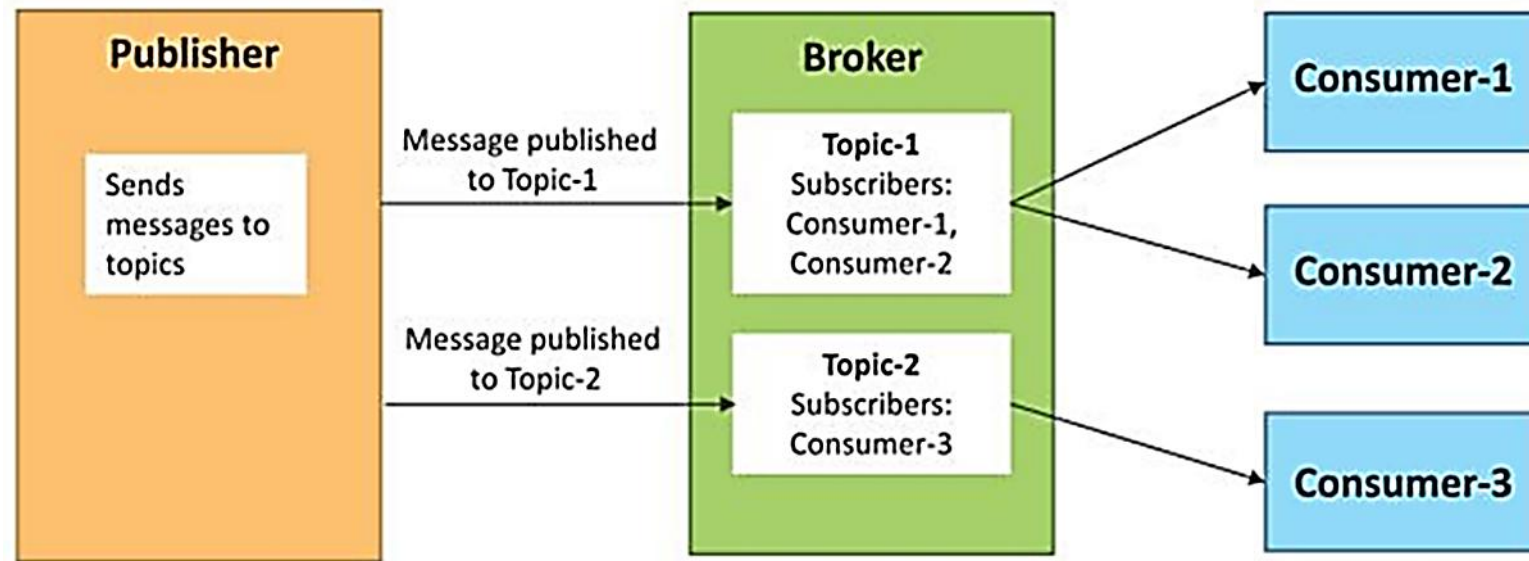 Publisher
Sends
messages to
topics
Message published
to Topic-1
Message published
to Topic-2
Broker
Topic-1
Subscribers:
Consumer-1,
Consumer-2
Topic-2
Subscribers:
Consumer-3
Consumer-1
Consumer-2
Consumer-3